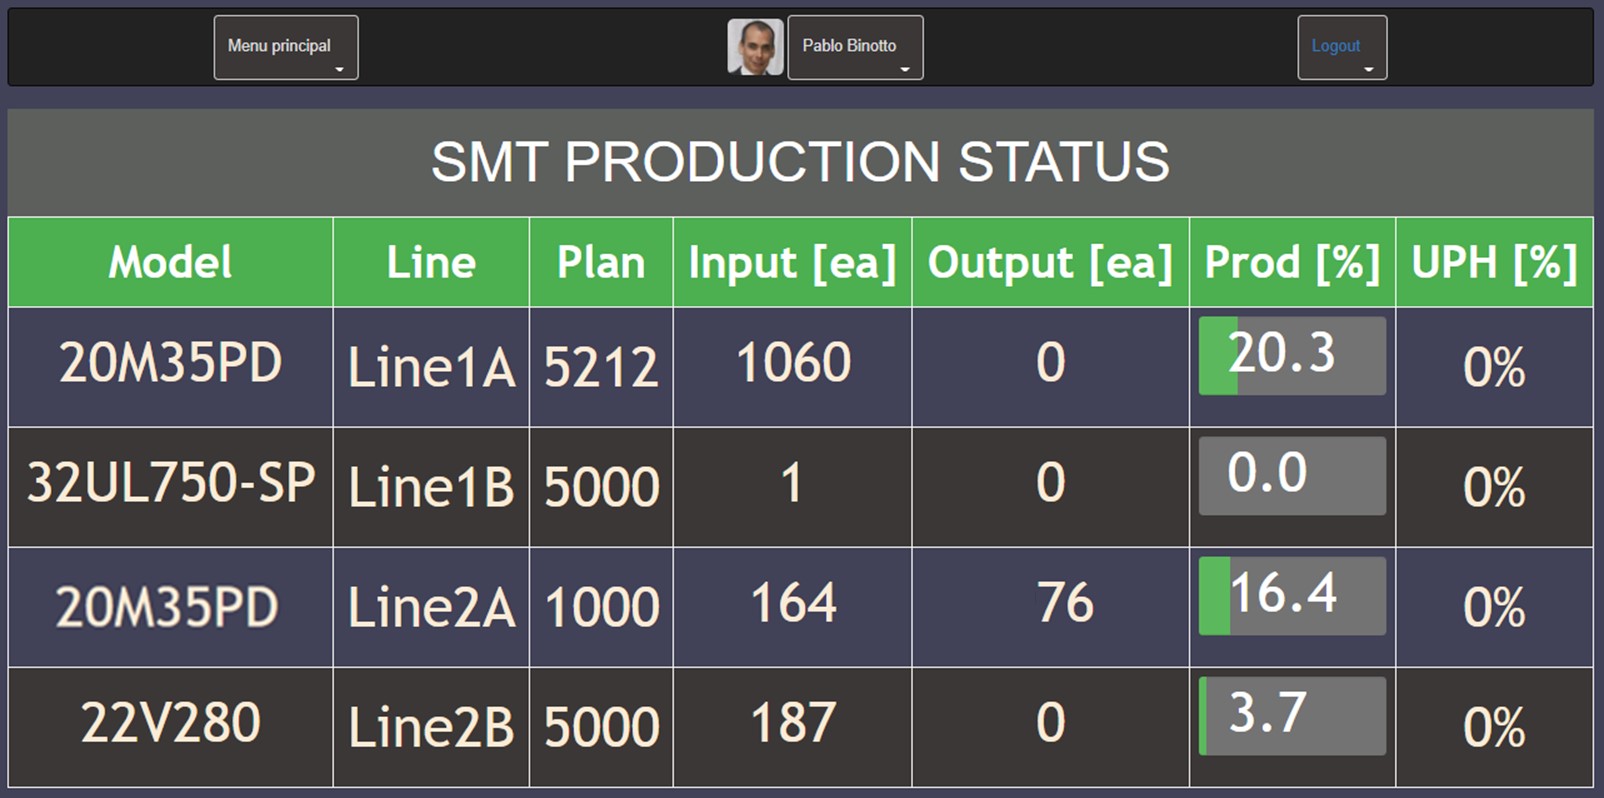 Menu principal Pablo Binotto Logout
SMT PRODUCTION STATUS
Model Line Plan Input [ea] Output [ea] Prod [%] UPH [%]
20M35PD Line1A 5212 1060 0 20.3 0%
32UL750-SP Line1B 5000 1 0 0.0 0%
20M35PD Line2A 1000 164 76 16.4 0%
22V280 Line2B 5000 187 0 3.7 0%